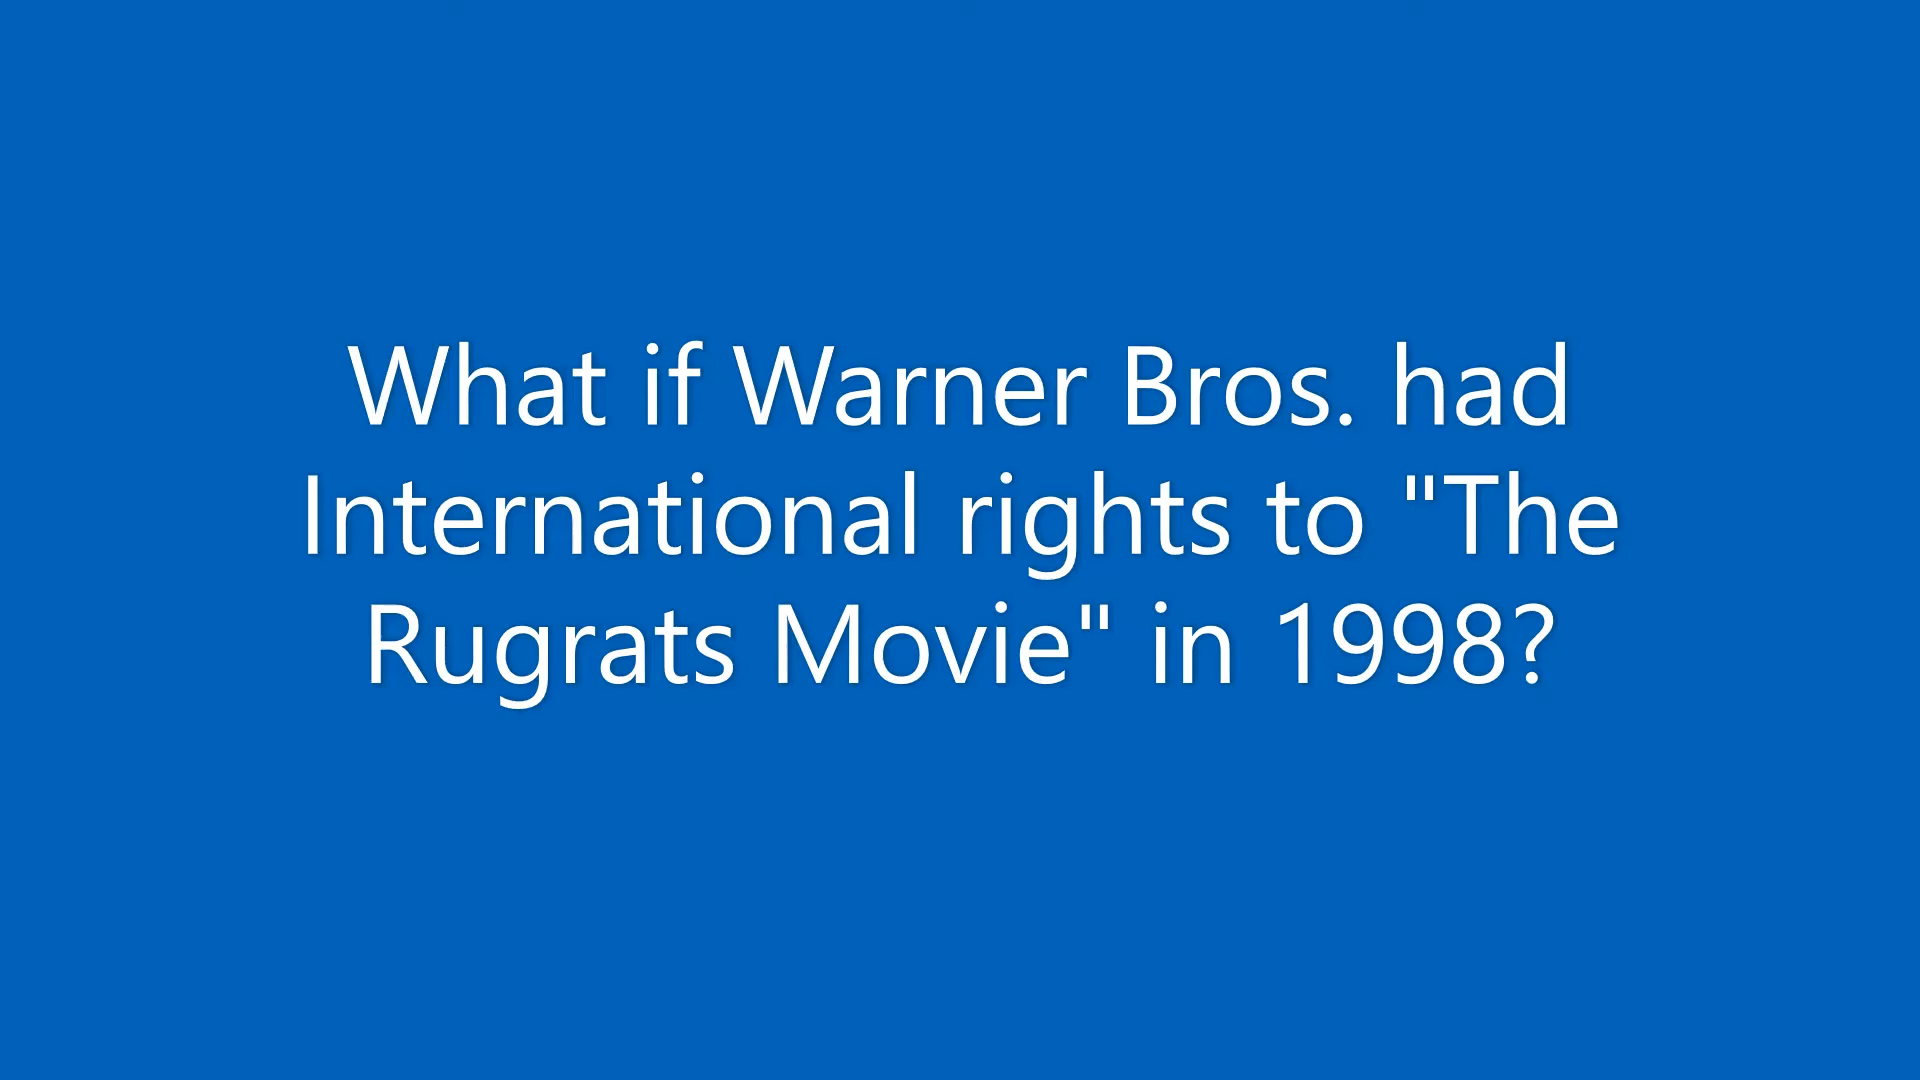 What if Warner Bros. had
International rights to "The
Rugrats Movie" in 1998?